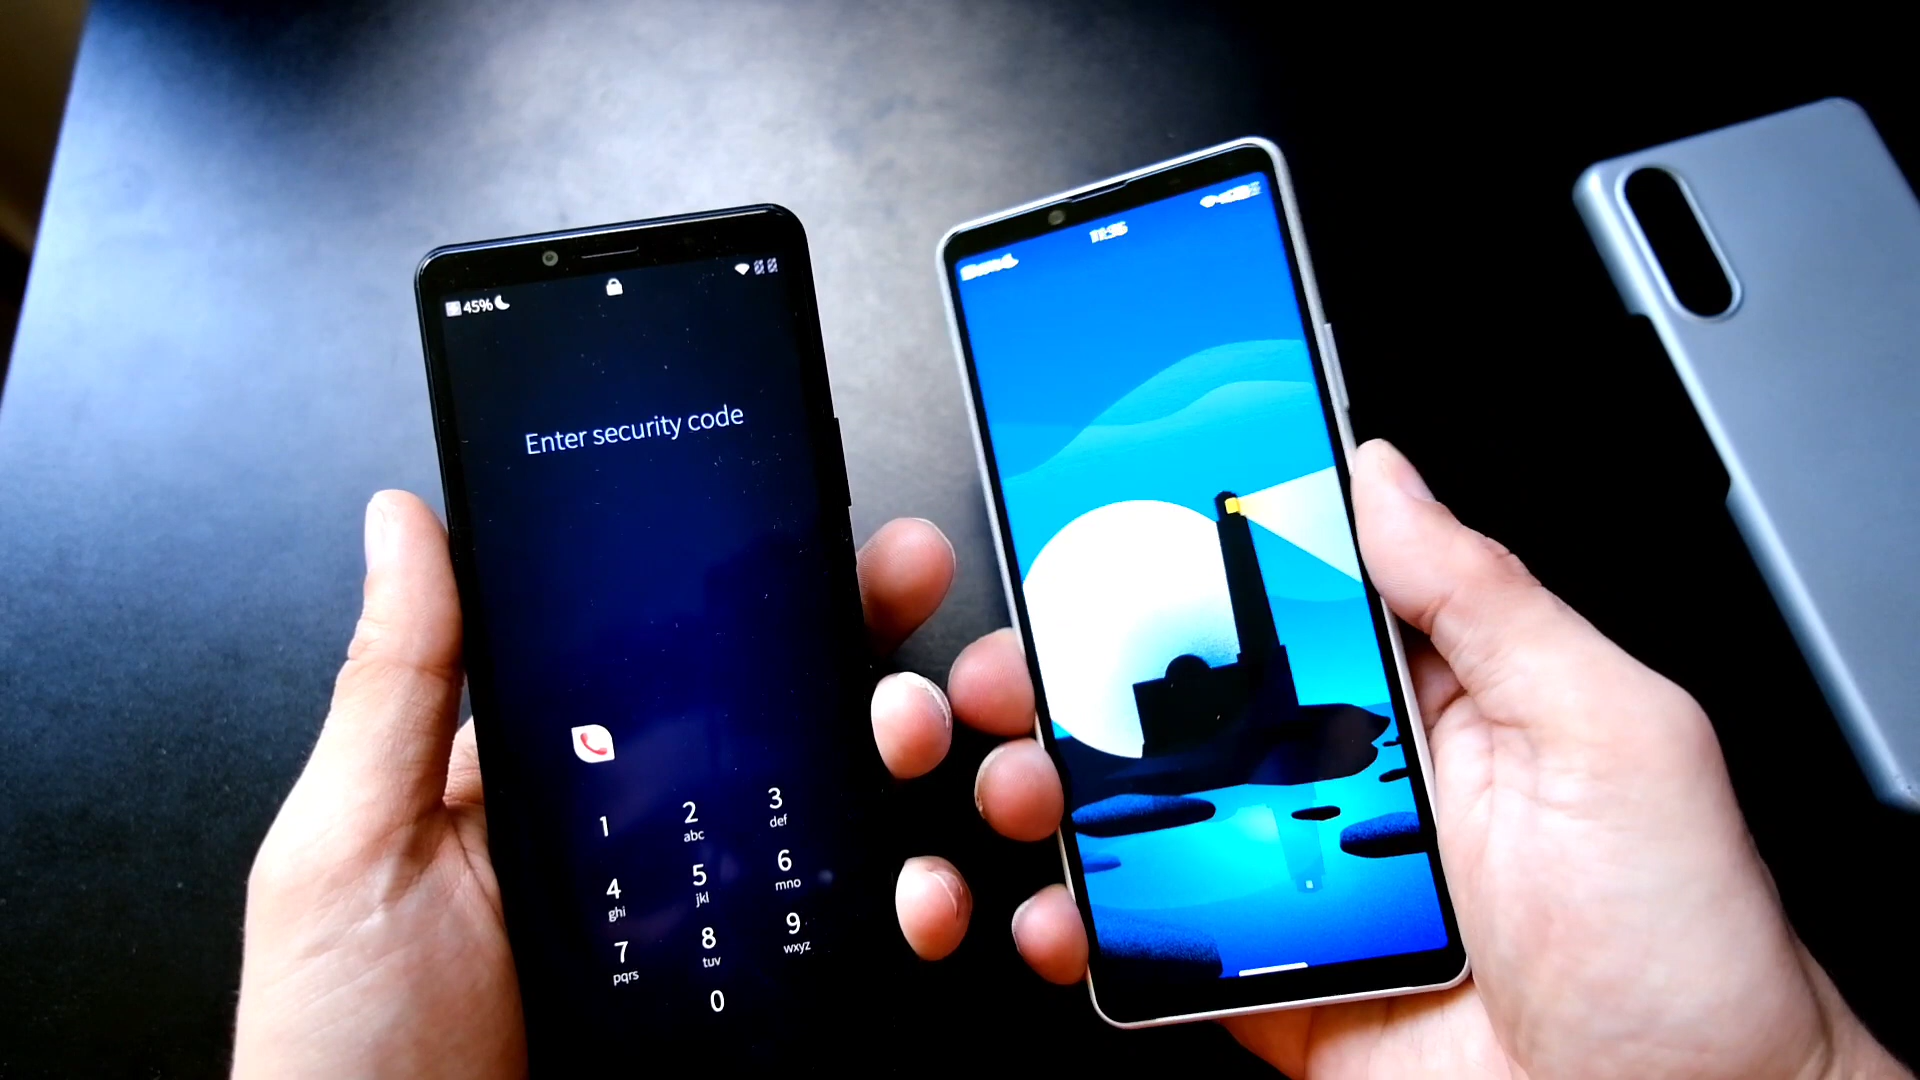 45%
Enter security code
1
2
abc
3
def
4
ghi
5
jkl
6
mno
7
pqrs
8
tuv
9
wxyz
0